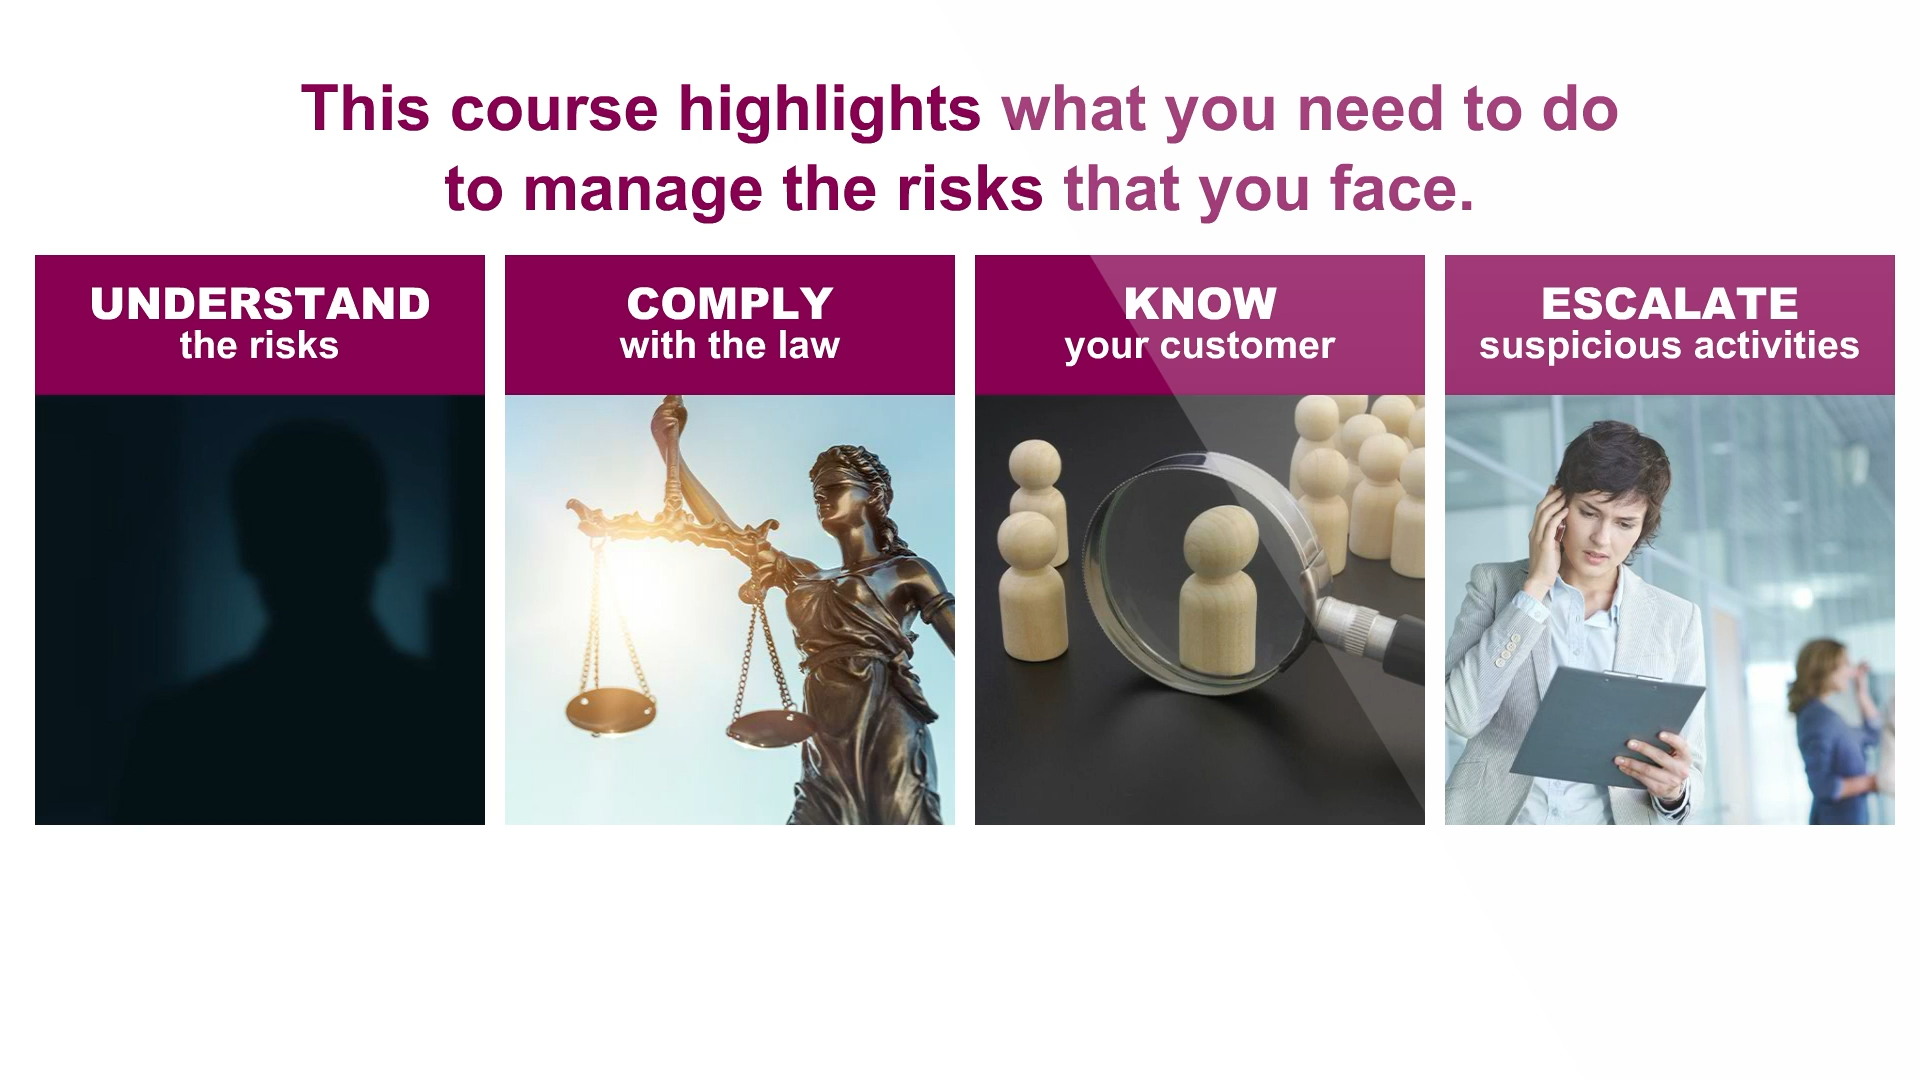 This course highlights what you need to do
to manage the risks that you face.
UNDERSTAND
the risks
COMPLY
with the law
KNOW
your customer
ESCALATE
suspicious activities